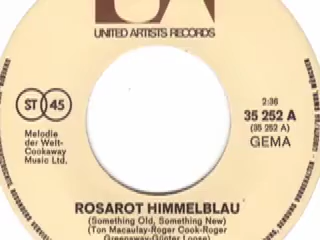 UNITED ARTISTS RECORDS
ST 45
2:36
35 252 A
(35 252 A)
GEMA
Melodie
der Welt-
Cookaway
Music Ltd.
ROSAROT HIMMELBLAU
(Something Old, Something New)
(Ton Macaulay-Roger Cook-Roger
Greenaway-Günter Loose)